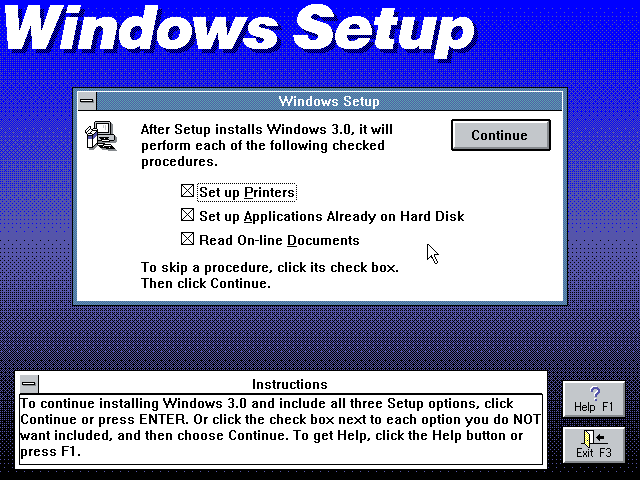 Windows Setup
Windows Setup
After Setup installs Windows 3.0, it will
perform each of the following checked
procedures.
Continue
Set up Printers
Set up Applications Already on Hard Disk
Read On-line Documents
To skip a procedure, click its check box.
Then click Continue.
Instructions
To continue installing Windows 3.0 and include all three Setup options, click
Continue or press ENTER. Or click the check box next to each option you do NOT
want included, and then choose Continue. To get Help, click the Help button or
press F1.
? 
Help F1
Exit F3